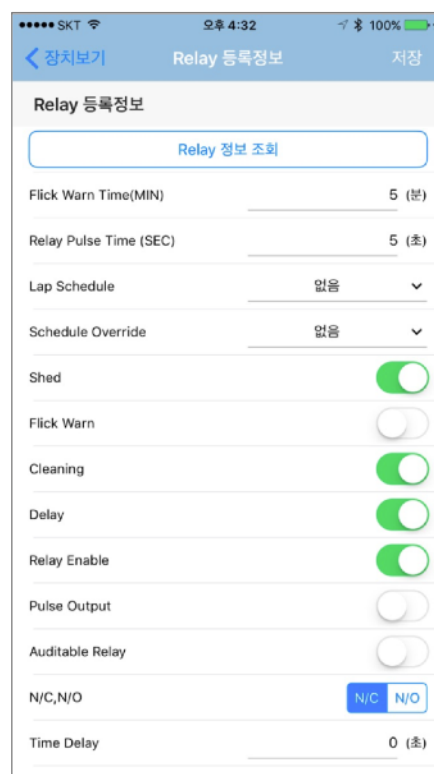 SKT 오후 4:32 100%
장치보기 Relay 등록정보 저장
Relay 등록정보
Relay 정보 조회
Flick Warn Time(MIN) 5 (분)
Relay Pulse Time (SEC) 5 (초)
Lap Schedule 없음
Schedule Override 없음
Shed
Flick Warn
Cleaning
Delay
Relay Enable
Pulse Output
Auditable Relay
N/C,N/O N/C N/O
Time Delay 0 (초)